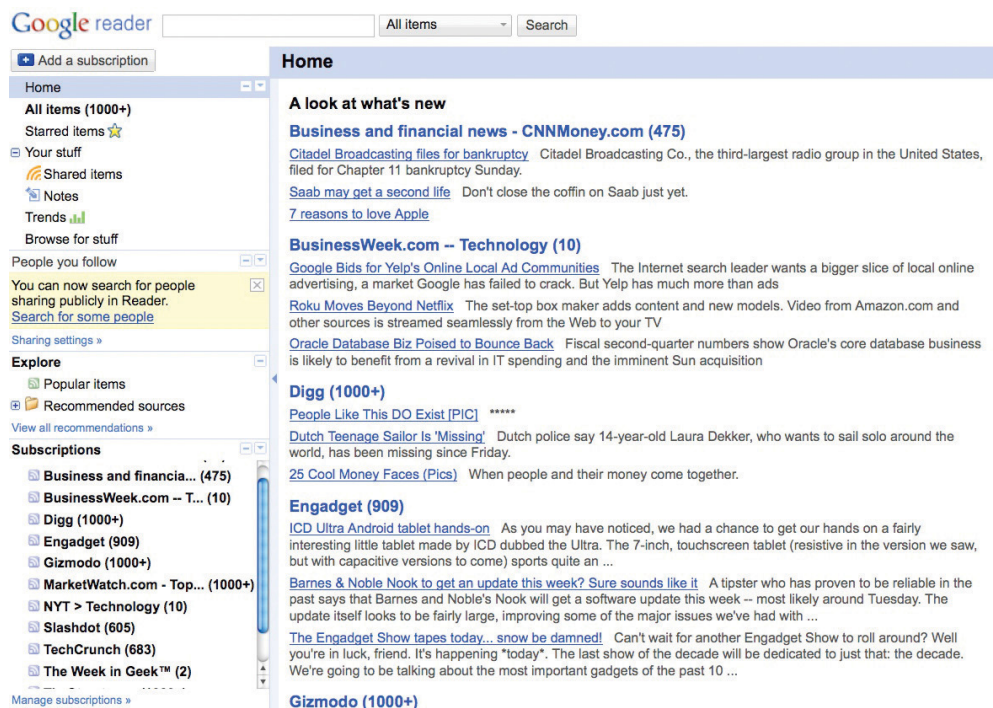 Google reader
All items
Search
Add a subscription
Home
All items (1000+)
Starred items
Your stuff
Shared items
Notes
Trends
Browse for stuff
People you follow
You can now search for people
sharing publicly in Reader.
Search for some people
Sharing settings »
Explore
Popular items
Recommended sources
View all recommendations »
Subscriptions
Business and financia... (475)
BusinessWeek.com -- T... (10)
Digg (1000+)
Engadget (909)
Gizmodo (1000+)
MarketWatch.com - Top... (1000+)
NYT > Technology (10)
Slashdot (605)
TechCrunch (683)
The Week in Geek™ (2)
Manage subscriptions »
Home
A look at what's new
Business and financial news - CNNMoney.com (475)
Citadel Broadcasting files for bankruptcy Citadel Broadcasting Co., the third-largest radio group in the United States,
filed for Chapter 11 bankruptcy Sunday.
Saab may get a second life Don't close the coffin on Saab just yet.
7 reasons to love Apple
BusinessWeek.com -- Technology (10)
Google Bids for Yelp's Online Local Ad Communities The Internet search leader wants a bigger slice of local online
advertising, a market Google has failed to crack. But Yelp has much more than ads
Roku Moves Beyond Netflix The set-top box maker adds content and new models. Video from Amazon.com and
other sources is streamed seamlessly from the Web to your TV
Oracle Database Biz Poised to Bounce Back Fiscal second-quarter numbers show Oracle's core database business
is likely to benefit from a revival in IT spending and the imminent Sun acquisition
Digg (1000+)
People Like This DO Exist [PIC] *****
Dutch Teenage Sailor Is 'Missing' Dutch police say 14-year-old Laura Dekker, who wants to sail solo around the
world, has been missing since Friday.
25 Cool Money Faces (Pics) When people and their money come together.
Engadget (909)
ICD Ultra Android tablet hands-on As you may have noticed, we had a chance to get our hands on a fairly
interesting little tablet made by ICD dubbed the Ultra. The 7-inch, touchscreen tablet (resistive in the version we saw,
but with capacitive versions to come) sports quite an ...
Barnes & Noble Nook to get an update this week? Sure sounds like it A tipster who has proven to be reliable in the
past says that Barnes and Noble's Nook will get a software update this week -- most likely around Tuesday. The
update itself looks to be fairly large, improving some of the major issues we've had with ...
The Engadget Show tapes today... snow be damned! Can't wait for another Engadget Show to roll around? Well
you're in luck, friend. It's happening *today*. The last show of the decade will be dedicated to just that: the decade.
We're going to be talking about the most important gadgets of the past 10 ...
Gizmodo (1000+)